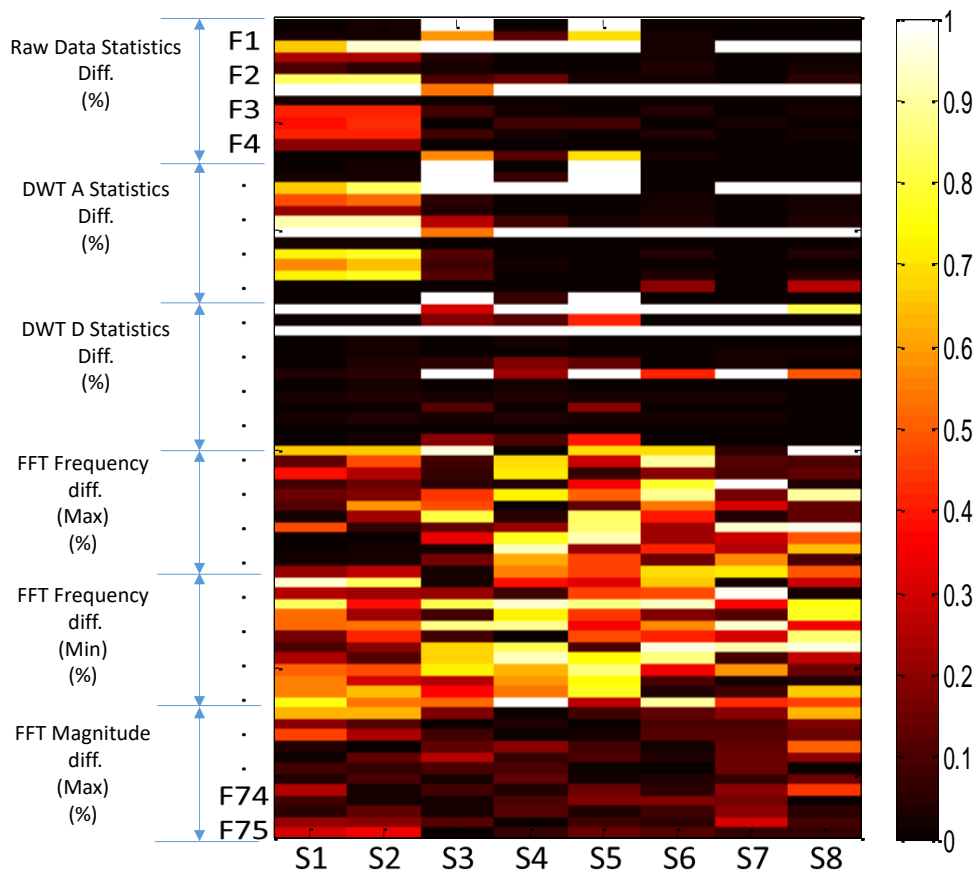 Raw Data Statistics
Diff.
(%)
DWT A Statistics
Diff.
(%)
DWT D Statistics
Diff.
(%)
FFT Frequency
diff.
(Max)
(%)
FFT Frequency
diff.
(Min)
(%)
FFT Magnitude
diff.
(Max)
(%)
F1
F2
F3
F4
F74
F75
S1 S2 S3 S4 S5 S6 S7 S8
1
0.9
0.8
0.7
0.6
0.5
0.4
0.3
0.2
0.1
0